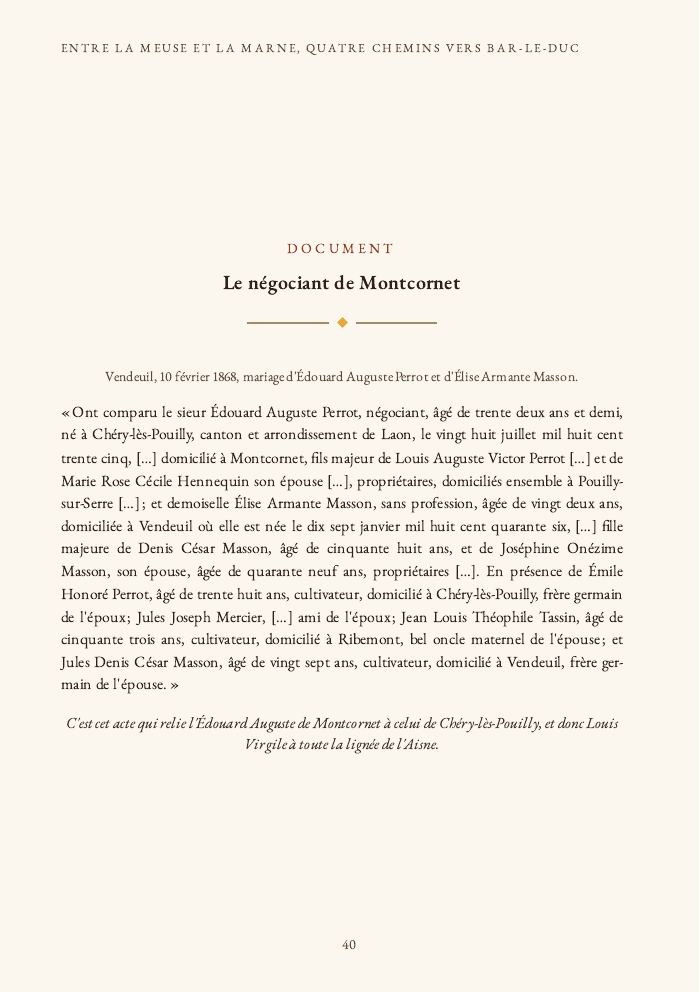 ENTRE LA MEUSE ET LA MARNE, QUATRE CHEMINS VERS BAR-LE-DUC
DOCUMENT
Le négociant de Montcornet
Vendeuil, 10 février 1868, mariage d'Édouard Auguste Perrot et d'Élise Armante Masson.
« Ont comparu le sieur Édouard Auguste Perrot, négociant, âgé de trente deux ans et demi,
né à Chéry-lès-Pouilly, canton et arrondissement de Laon, le vingt huit juillet mil huit cent
trente cinq, [...] domicilié à Montcornet, fils majeur de Louis Auguste Victor Perrot [...] et de
Marie Rose Cécile Hennequin son épouse [...], propriétaires, domiciliés ensemble à Pouilly-
sur-Serre [...] ; et demoiselle Élise Armante Masson, sans profession, âgée de vingt deux ans,
domiciliée à Vendeuil où elle est née le dix sept janvier mil huit cent quarante six, [...] fille
majeure de Denis César Masson, âgé de cinquante huit ans, et de Joséphine Onézime
Masson, son épouse, âgée de quarante neuf ans, propriétaires [...]. En présence de Émile
Honoré Perrot, âgé de trente huit ans, cultivateur, domicilié à Chéry-lès-Pouilly, frère germain
de l'époux; Jules Joseph Mercier, [...] ami de l'époux; Jean Louis Théophile Tassin, âgé de
cinquante trois ans, cultivateur, domicilié à Ribemont, bel oncle maternel de l'épouse; et
Jules Denis César Masson, âgé de vingt sept ans, cultivateur, domicilié à Vendeuil, frère ger-
main de l'épouse. »
C'est cet acte qui relie l'Édouard Auguste de Montcornet à celui de Chéry-lès-Pouilly, et donc Louis
Virgile à toute la lignée de l'Aisne.
40